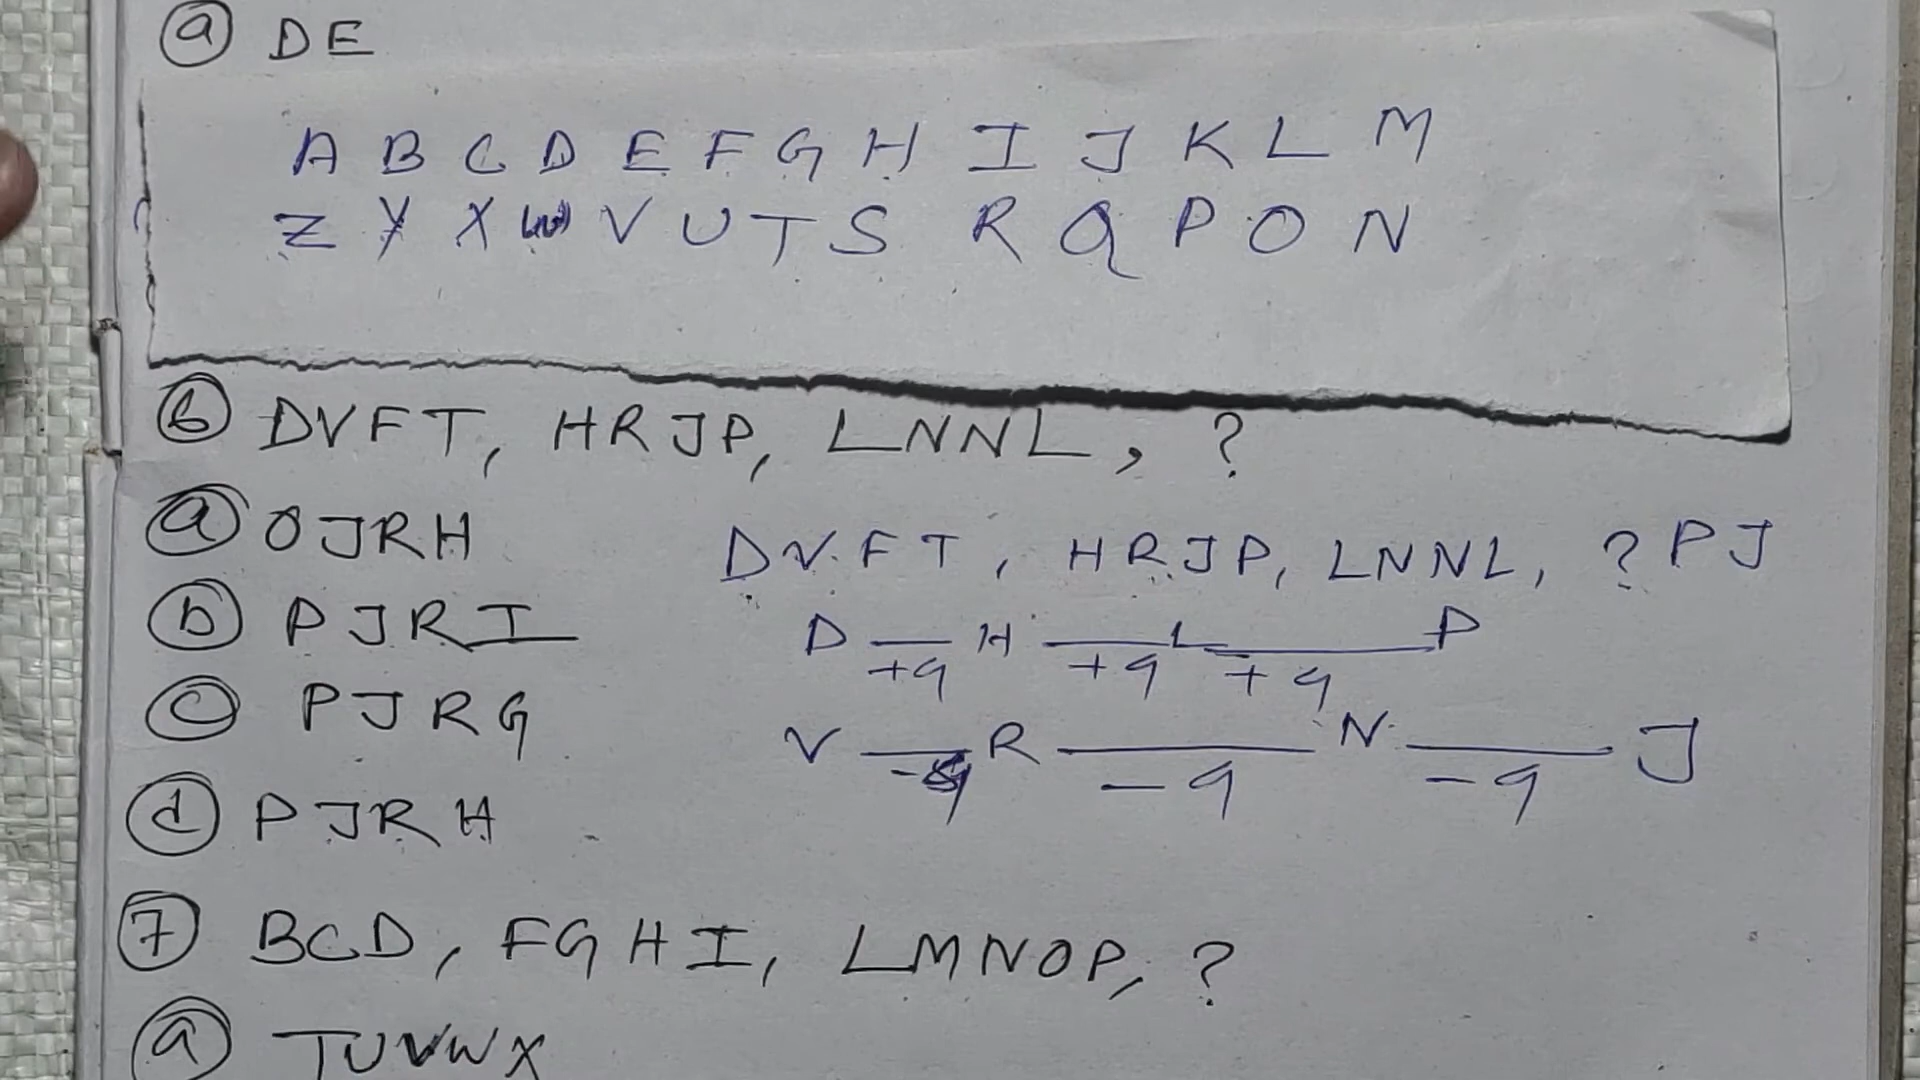 ⓐ DE
A B C D E F G H I J K L M
Z Y X W V U T S R Q P O N
⑥ DVFT, HRJP, LNNL, ?
ⓐ OJRH
ⓑ PJRI
ⓒ PJRG
ⓓ PJRH
DVFT, HRJP, LNNL, ? PJ
D +4 H +4 L +4 P
V -4 R -4 N -4 J
⑦ BCD, FGHI, LMNOP, ?
ⓐ TUVWX